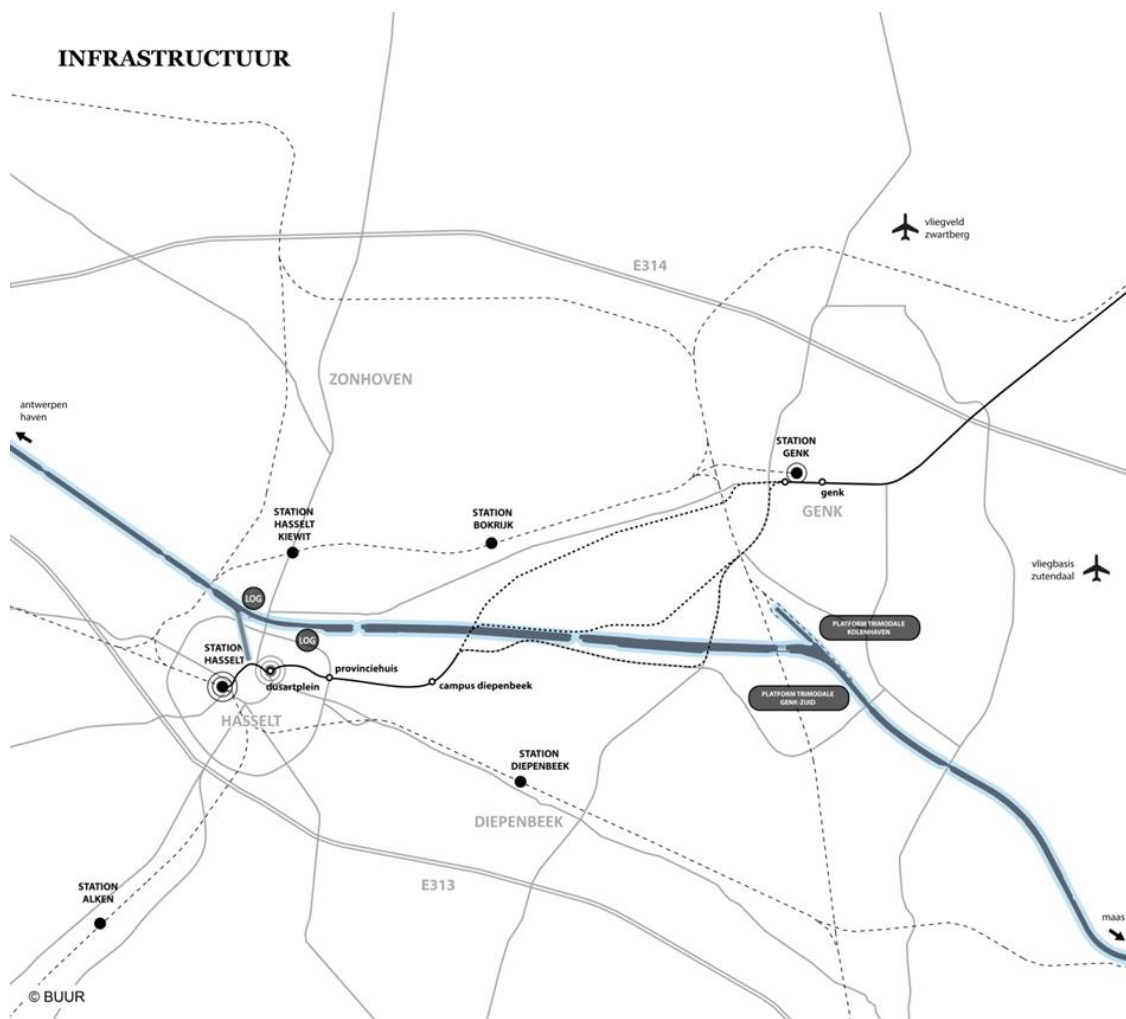 INFRASTRUCTUUR
vliegveld
zwartberg
E314
ZONHOVEN
antwerpen
haven
STATION
GENK
genk
GENK
STATION
HASSELT
KIEWIT
STATION
BOKRIJK
vliegbasis
zutendaal
LOG
PLATFORM TRIMODALE
KOLENHAVEN
LOG
STATION
HASSELT
provinciehuis
dusartplein
campus diepenbeek
PLATFORM TRIMODALE
GENK-ZUID
HASSELT
STATION
DIEPENBEEK
DIEPENBEEK
E313
STATION
ALKEN
maas
© BUUR